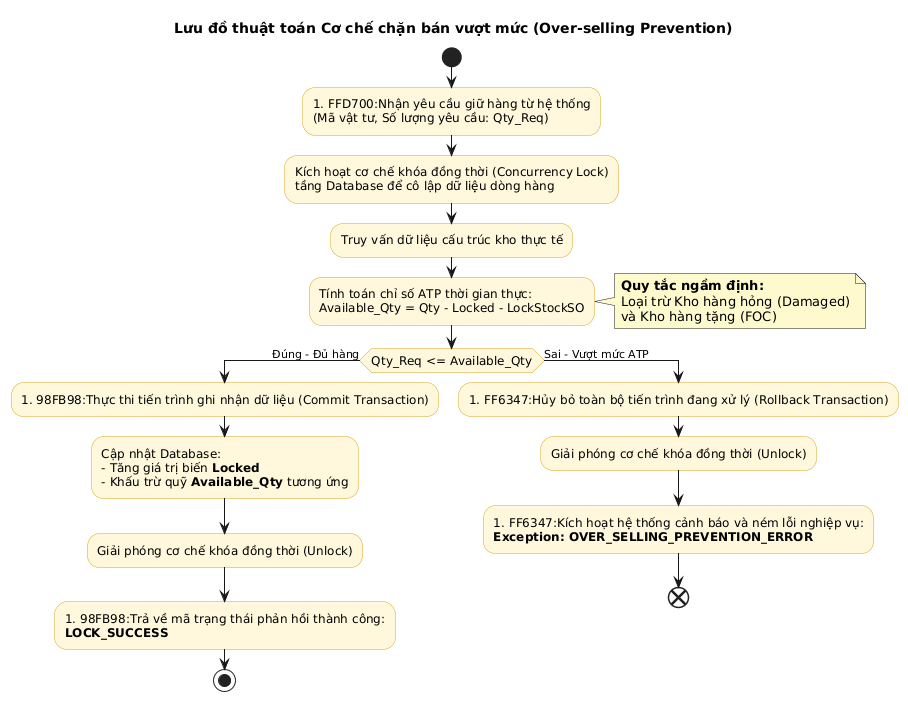 Lưu đồ thuật toán Cơ chế chặn bán vượt mức (Over-selling Prevention)
1. FFD700:Nhận yêu cầu giữ hàng từ hệ thống
(Mã vật tư, Số lượng yêu cầu: Qty_Req)
Kích hoạt cơ chế khóa đồng thời (Concurrency Lock)
tầng Database để cô lập dữ liệu dòng hàng
Truy vấn dữ liệu cấu trúc kho thực tế
Tính toán chỉ số ATP thời gian thực:
Available_Qty = Qty - Locked - LockStockSO
Quy tắc ngầm định:
Loại trừ Kho hàng hỏng (Damaged)
và Kho hàng tặng (FOC)
Qty_Req <= Available_Qty
Đúng - Đủ hàng
1. 98FB98:Thực thi tiến trình ghi nhận dữ liệu (Commit Transaction)
Cập nhật Database:
- Tăng giá trị biến Locked
- Khấu trừ quỹ Available_Qty tương ứng
Giải phóng cơ chế khóa đồng thời (Unlock)
1. 98FB98:Trả về mã trạng thái phản hồi thành công:
LOCK_SUCCESS
Sai - Vượt mức ATP
1. FF6347:Hủy bỏ toàn bộ tiến trình đang xử lý (Rollback Transaction)
Giải phóng cơ chế khóa đồng thời (Unlock)
1. FF6347:Kích hoạt hệ thống cảnh báo và ném lỗi nghiệp vụ:
Exception: OVER_SELLING_PREVENTION_ERROR